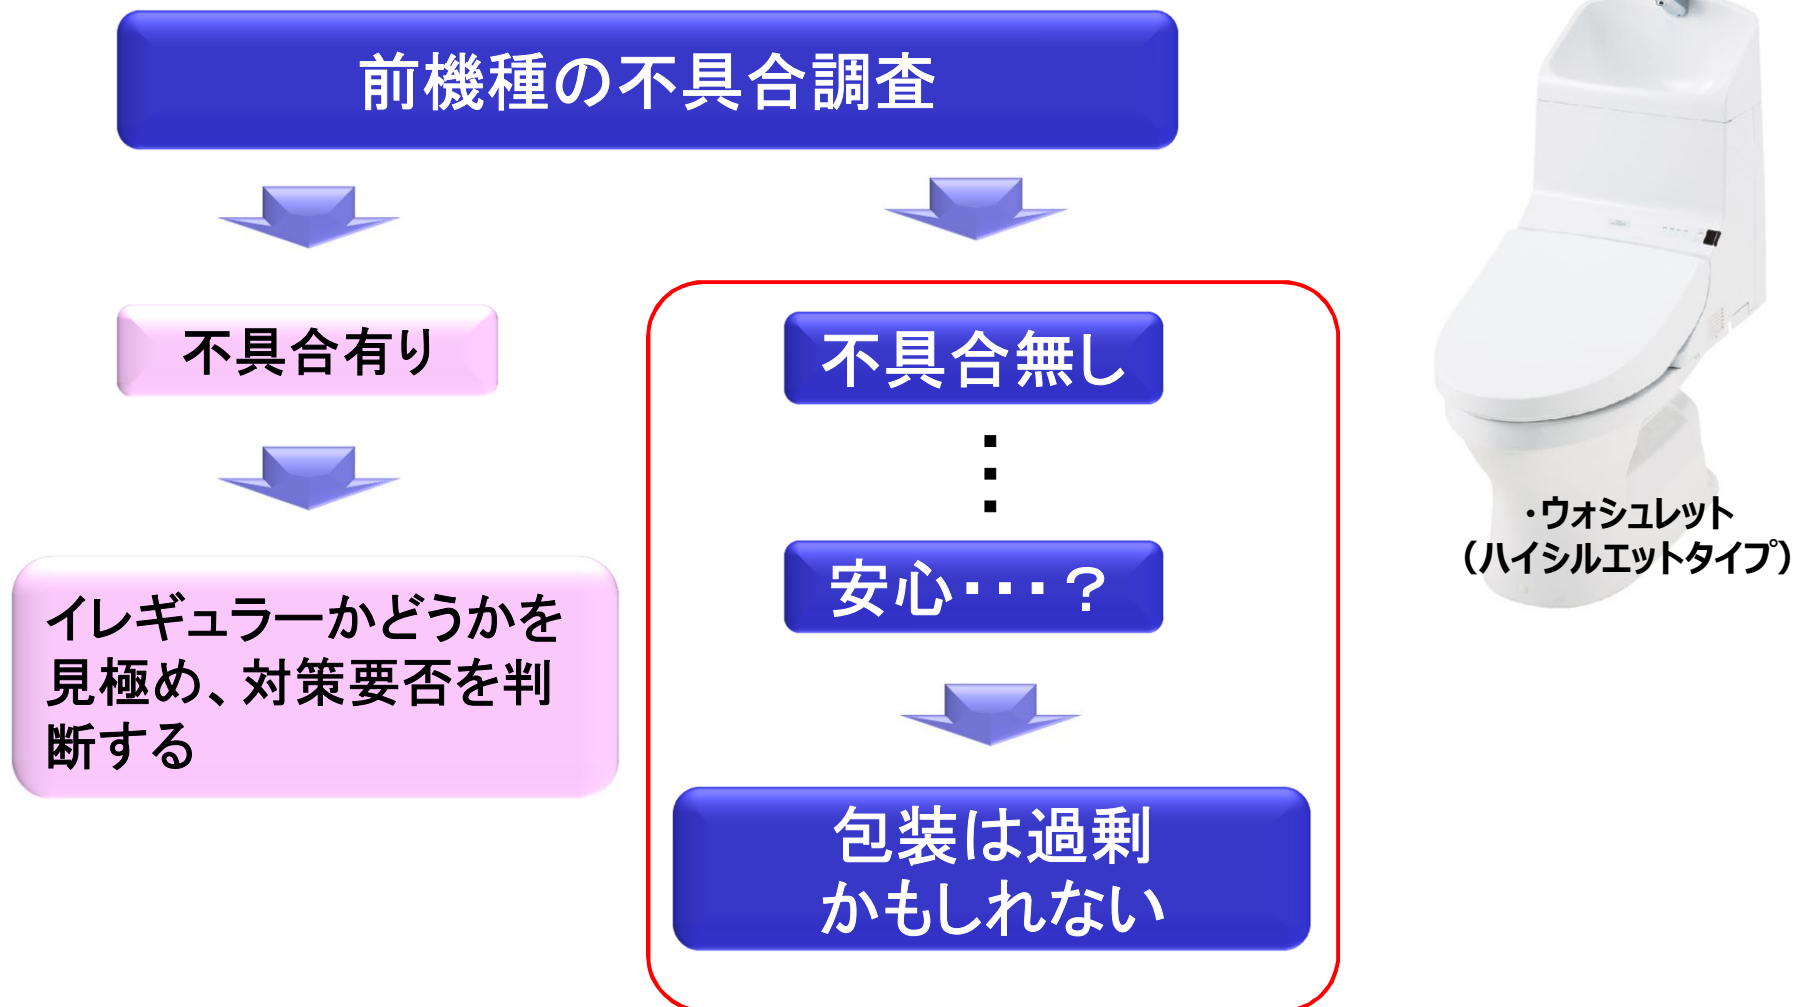 前機種の不具合調査
不具合有り
イレギュラーかどうかを
見極め、対策要否を判
断する
不具合無し
安心・・・？
包装は過剰
かもしれない
・ウォシュレット
（ハイシルエットタイプ）